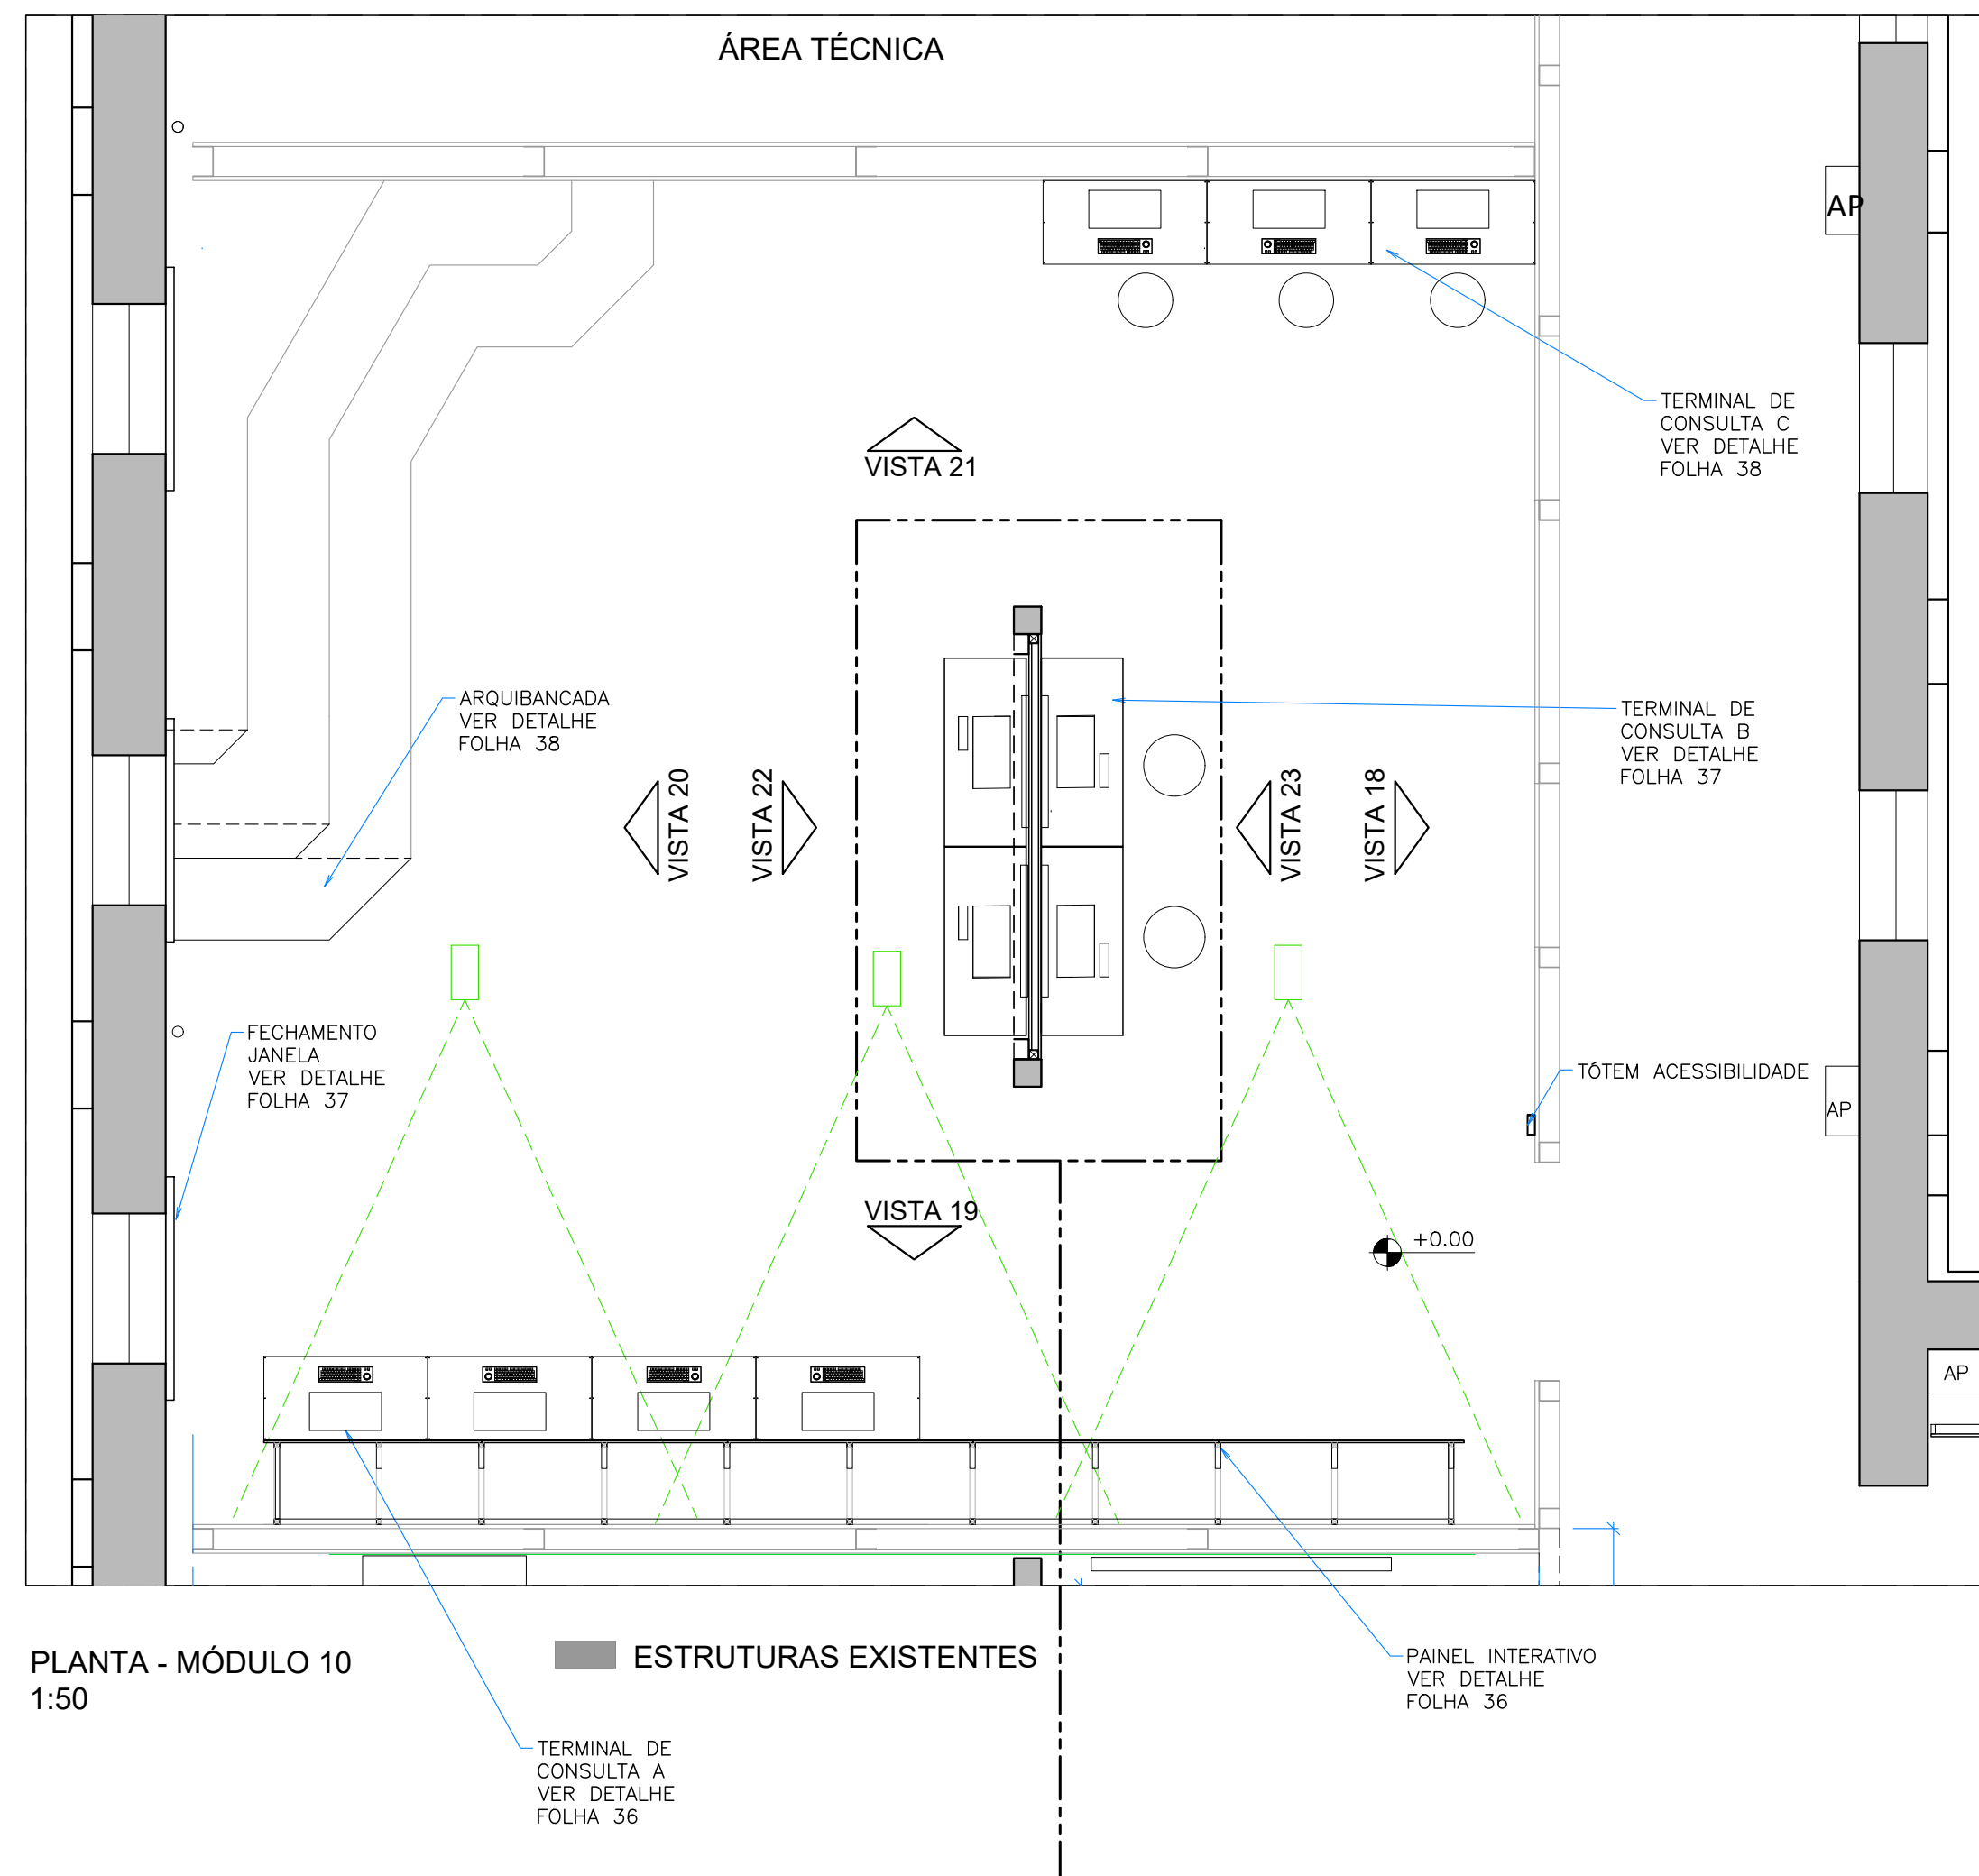 ÁREA TÉCNICA
AP
TERMINAL DE
CONSULTA C
VER DETALHE
FOLHA 38
VISTA 21
ARQUIBANCADA
VER DETALHE
FOLHA 38
TERMINAL DE
CONSULTA B
VER DETALHE
FOLHA 37
VISTA 20
VISTA 22
VISTA 23
VISTA 18
FECHAMENTO
JANELA
VER DETALHE
FOLHA 37
TÓTEM ACESSIBILIDADE
AP
VISTA 19
+0.00
AP
PLANTA - MÓDULO 10
1:50
ESTRUTURAS EXISTENTES
PAINEL INTERATIVO
VER DETALHE
FOLHA 36
TERMINAL DE
CONSULTA A
VER DETALHE
FOLHA 36